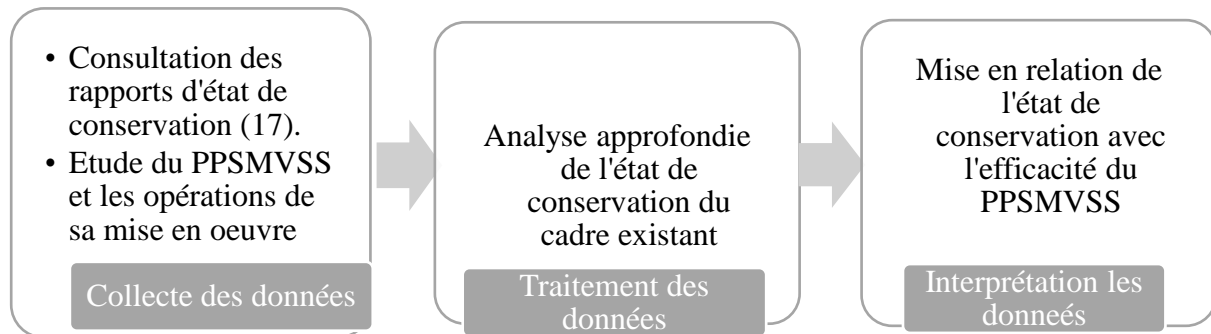 • Consultation des
rapports d'état de
conservation (17).
• Etude du PPSMVSS
et les opérations de
sa mise en oeuvre
Collecte des données
Analyse approfondie
de l'état de
conservation du
cadre existant
Traitement des
données
Mise en relation de
l'état de
conservation avec
l'efficacité du
PPSMVSS
Interprétation les
donneés